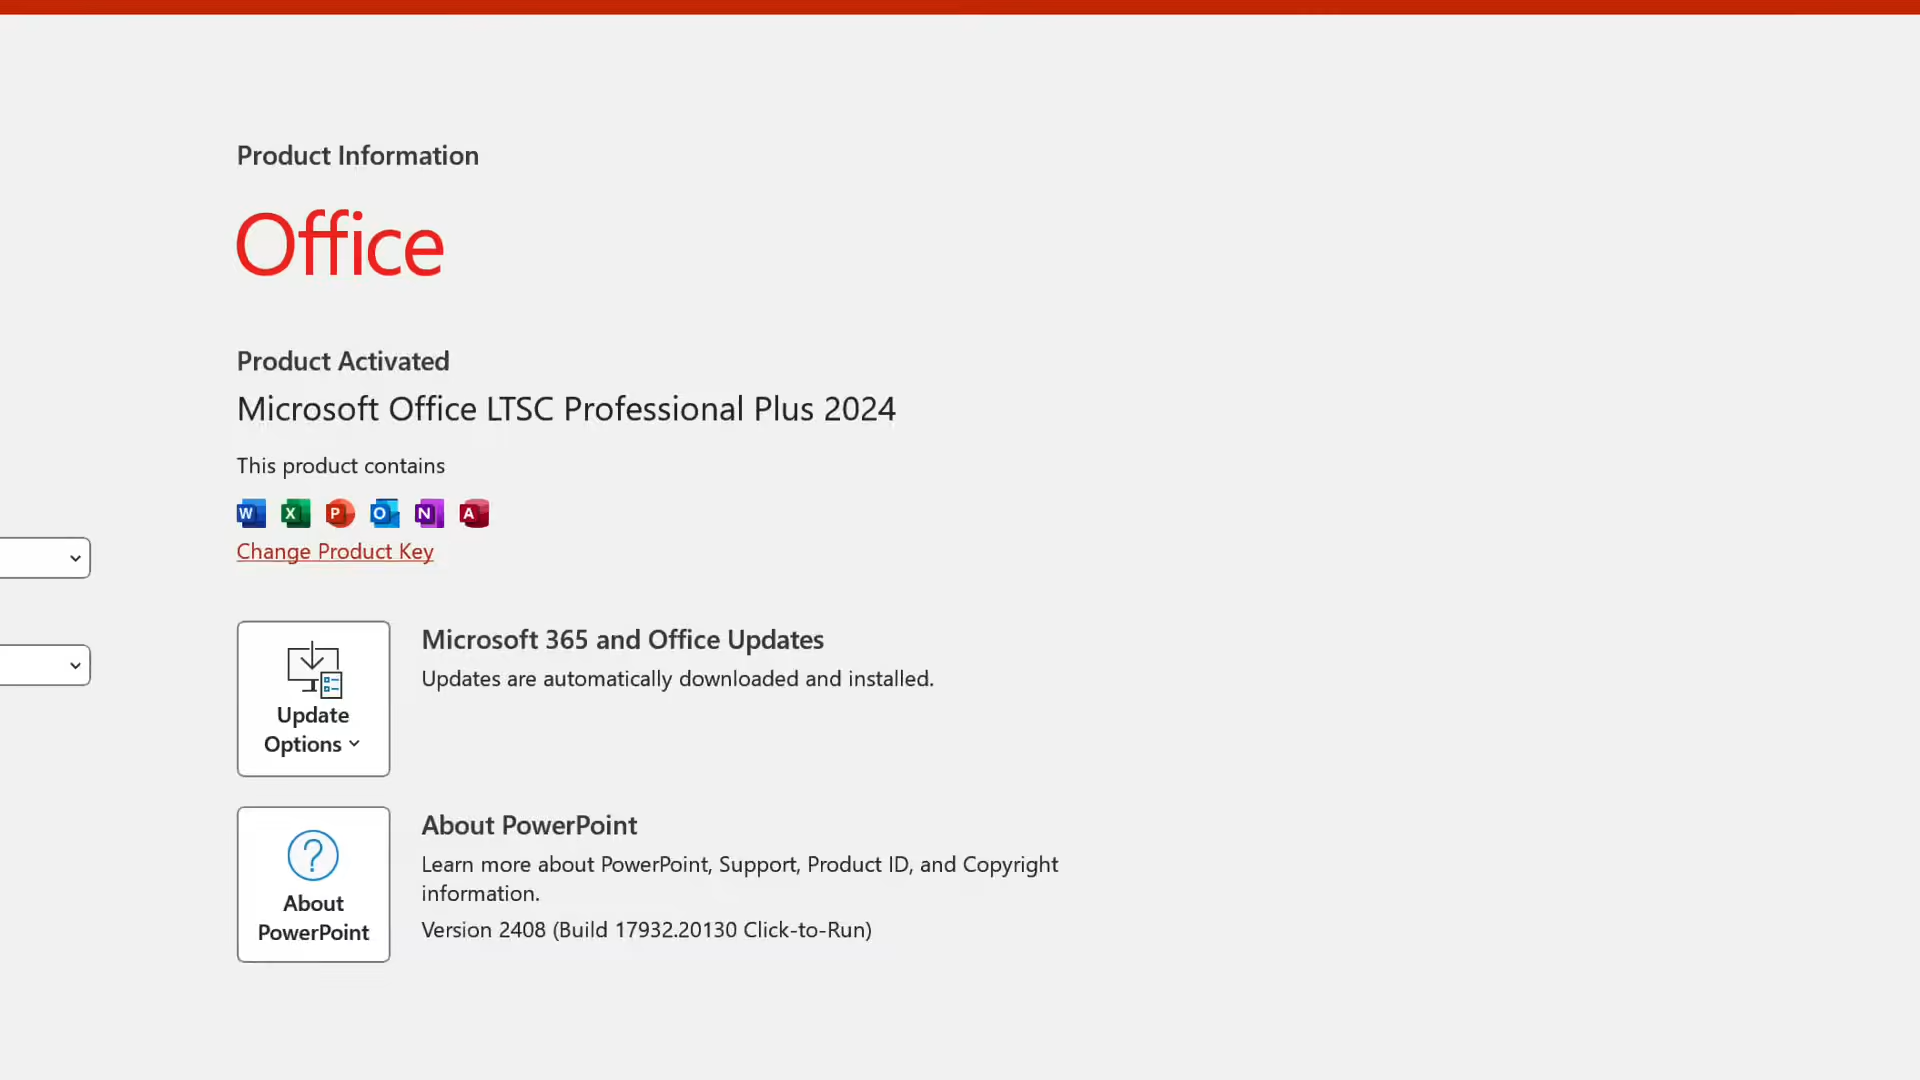 Product Information
Office
Product Activated
Microsoft Office LTSC Professional Plus 2024
This product contains
W X P O N A
Change Product Key
Update
Options
Microsoft 365 and Office Updates
Updates are automatically downloaded and installed.
About
PowerPoint
About PowerPoint
Learn more about PowerPoint, Support, Product ID, and Copyright
information.
Version 2408 (Build 17932.20130 Click-to-Run)